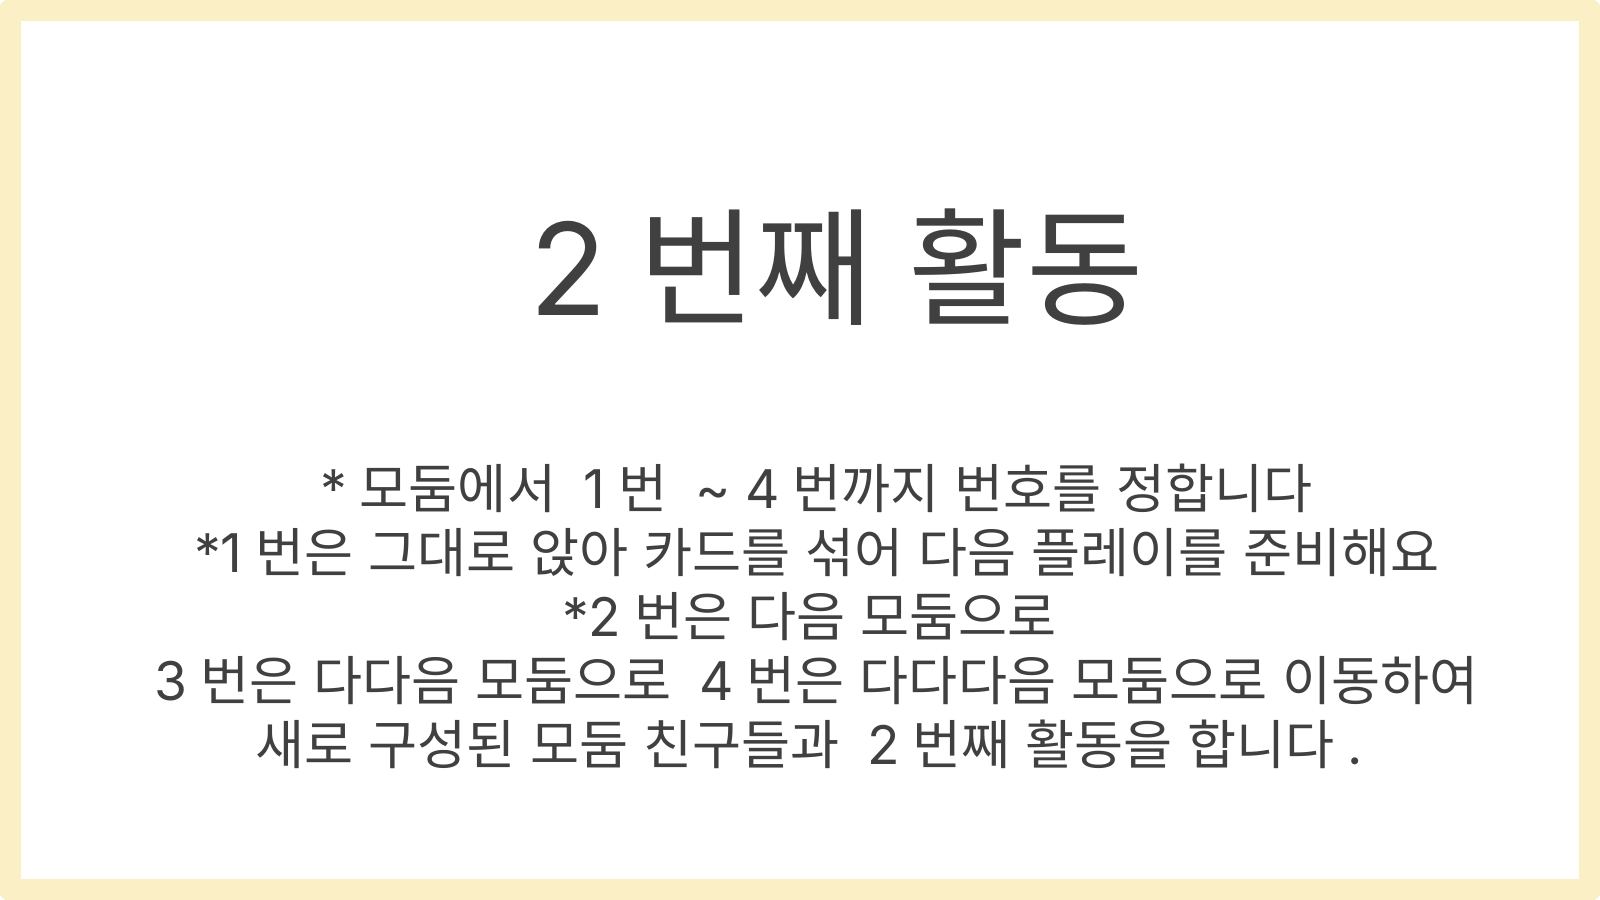 2 번째 활동
* 모둠에서 1 번 ~ 4 번까지 번호를 정합니다
*1 번은 그대로 앉아 카드를 섞어 다음 플레이를 준비해요
*2 번은 다음 모둠으로
3 번은 다다음 모둠으로 4 번은 다다다음 모둠으로 이동하여
새로 구성된 모둠 친구들과 2 번째 활동을 합니다 .